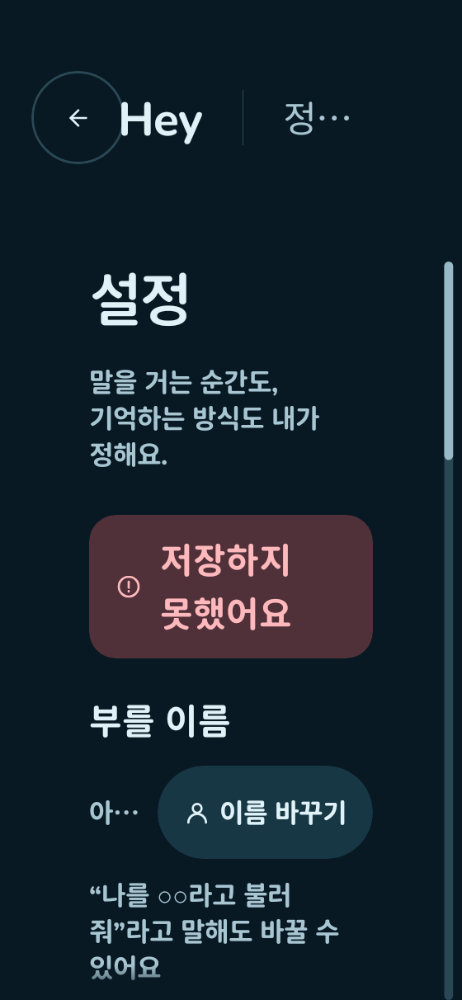 Hey
정…
설정
말을 거는 순간도,
기억하는 방식도 내가
정해요.
저장하지
못했어요
부를 이름
아…
이름 바꾸기
“나를 ○○라고 불러
줘”라고 말해도 바꿀 수
있어요